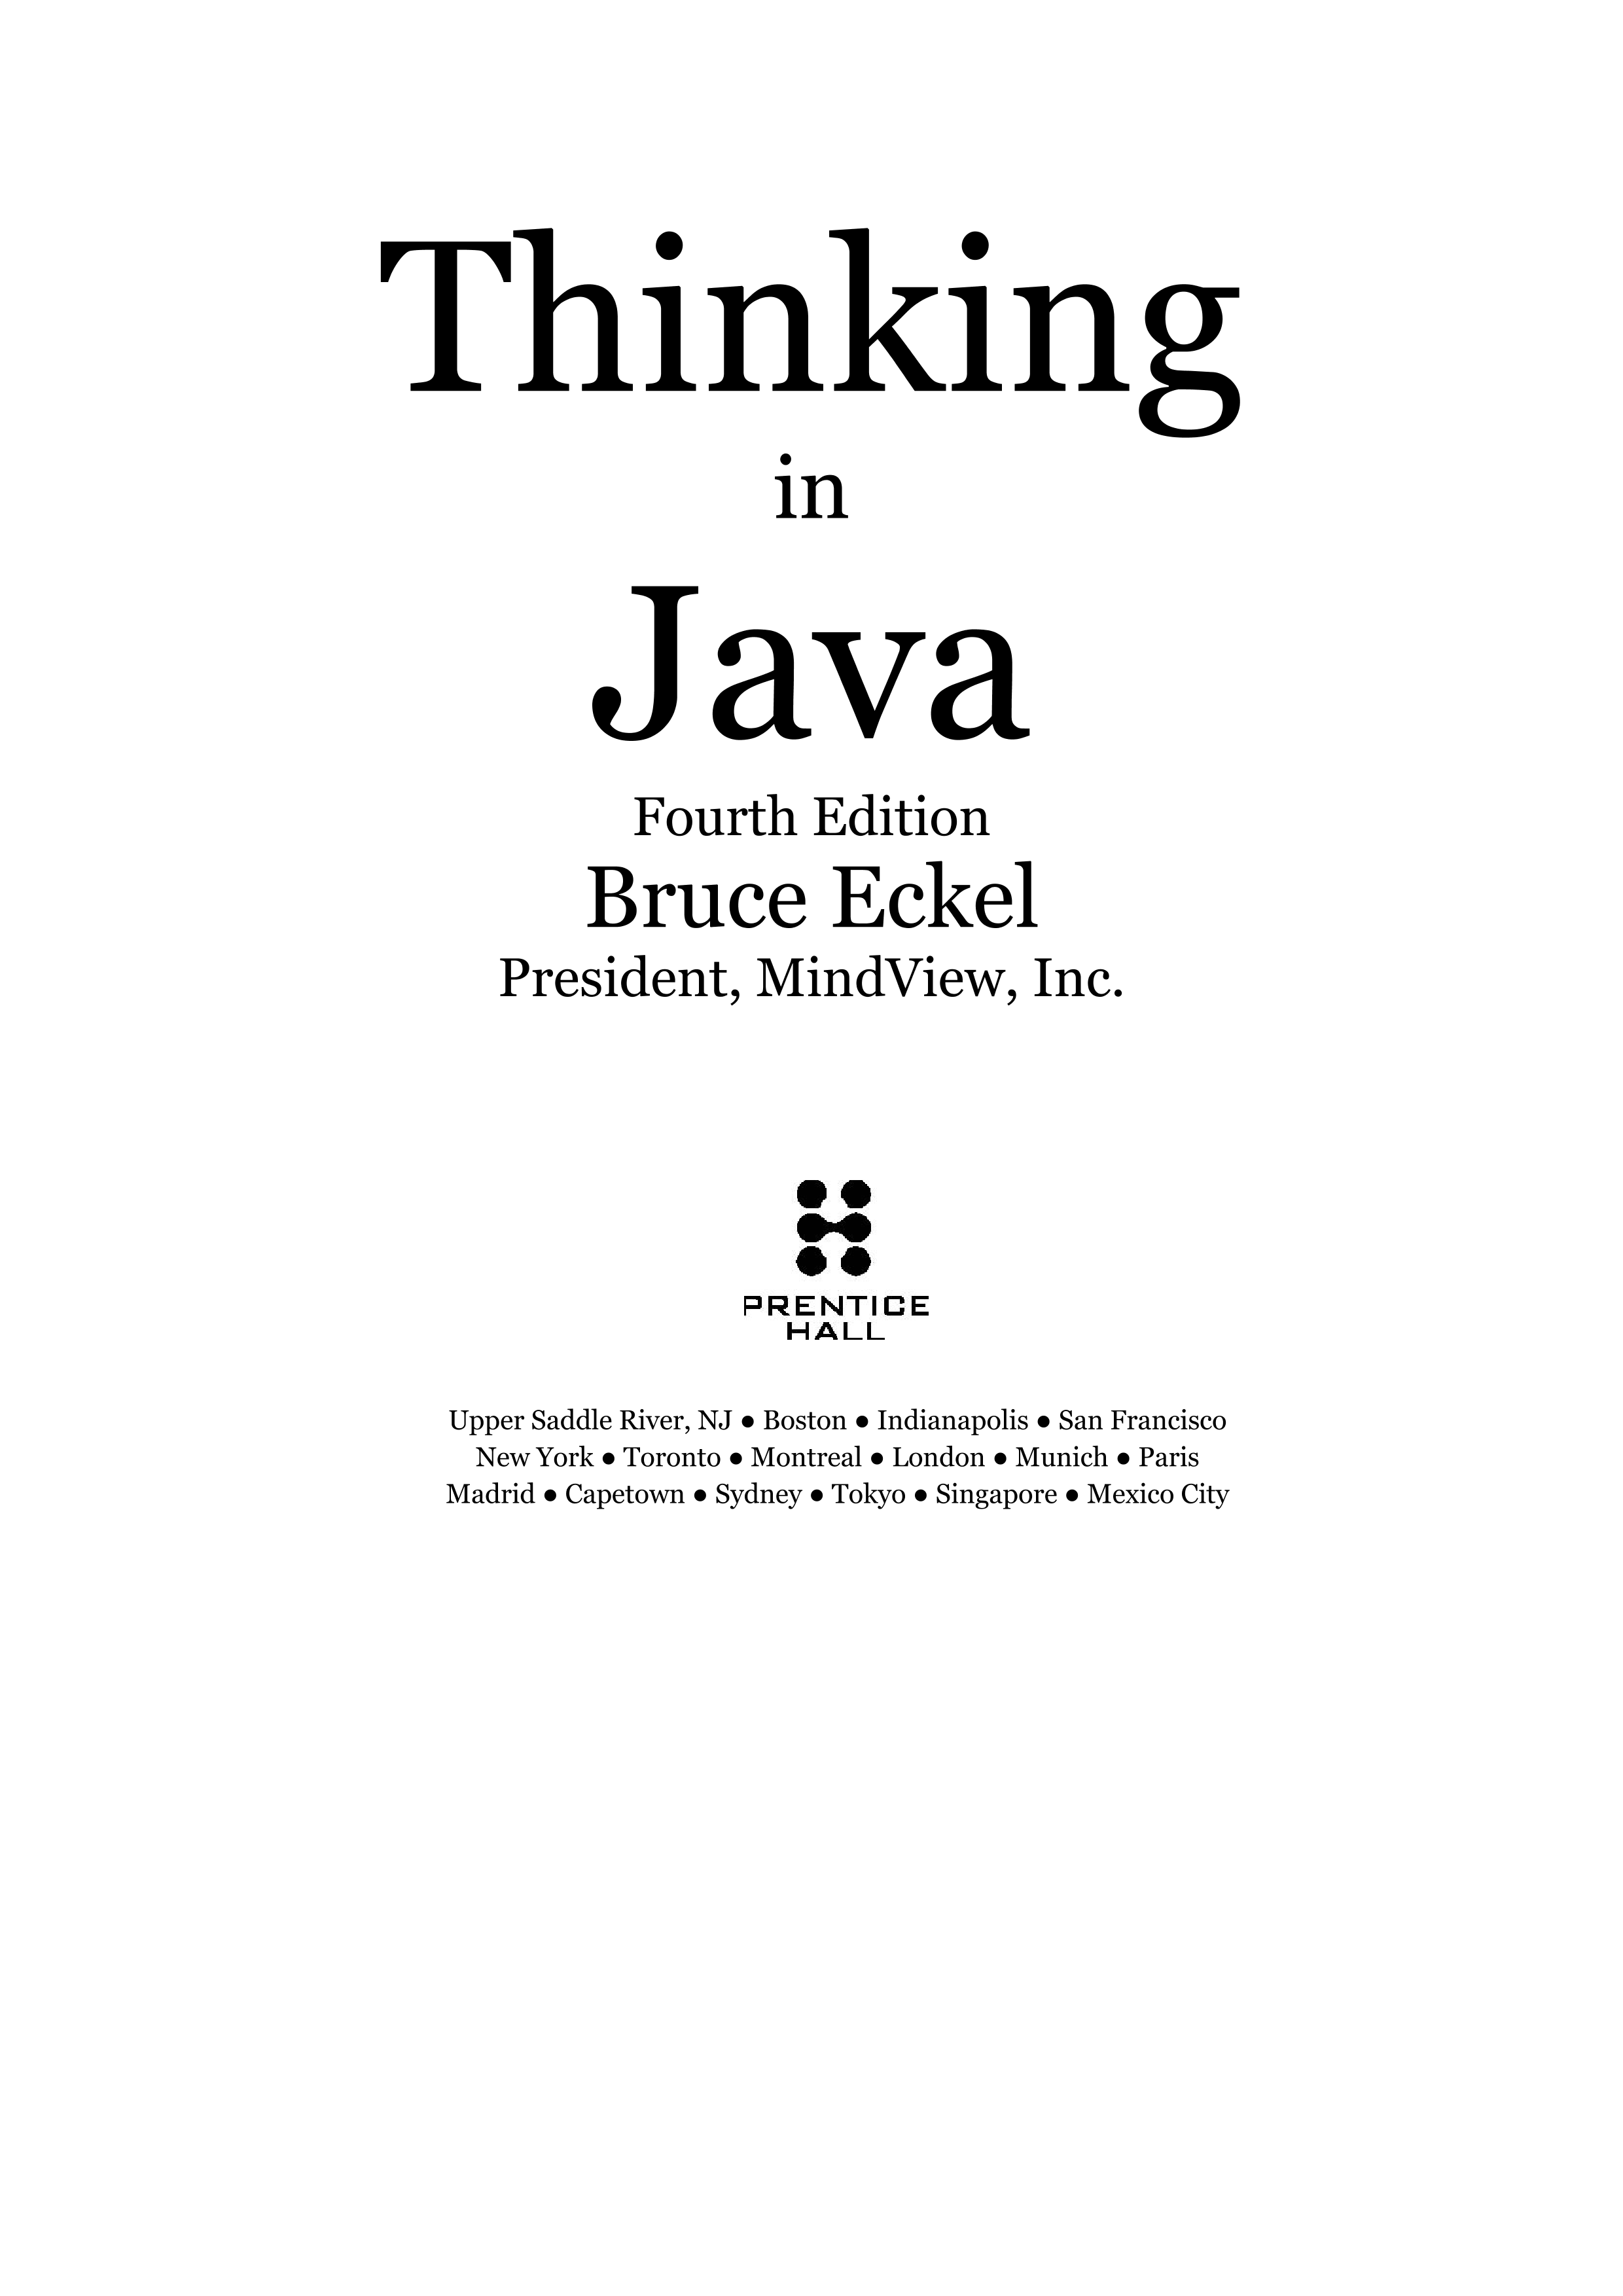 Thinking
in
Java
Fourth Edition
Bruce Eckel
President, MindView, Inc.
PRENTICE
HALL
Upper Saddle River, NJ ● Boston ● Indianapolis ● San Francisco
New York ● Toronto ● Montreal ● London ● Munich ● Paris
Madrid ● Capetown ● Sydney ● Tokyo ● Singapore ● Mexico City